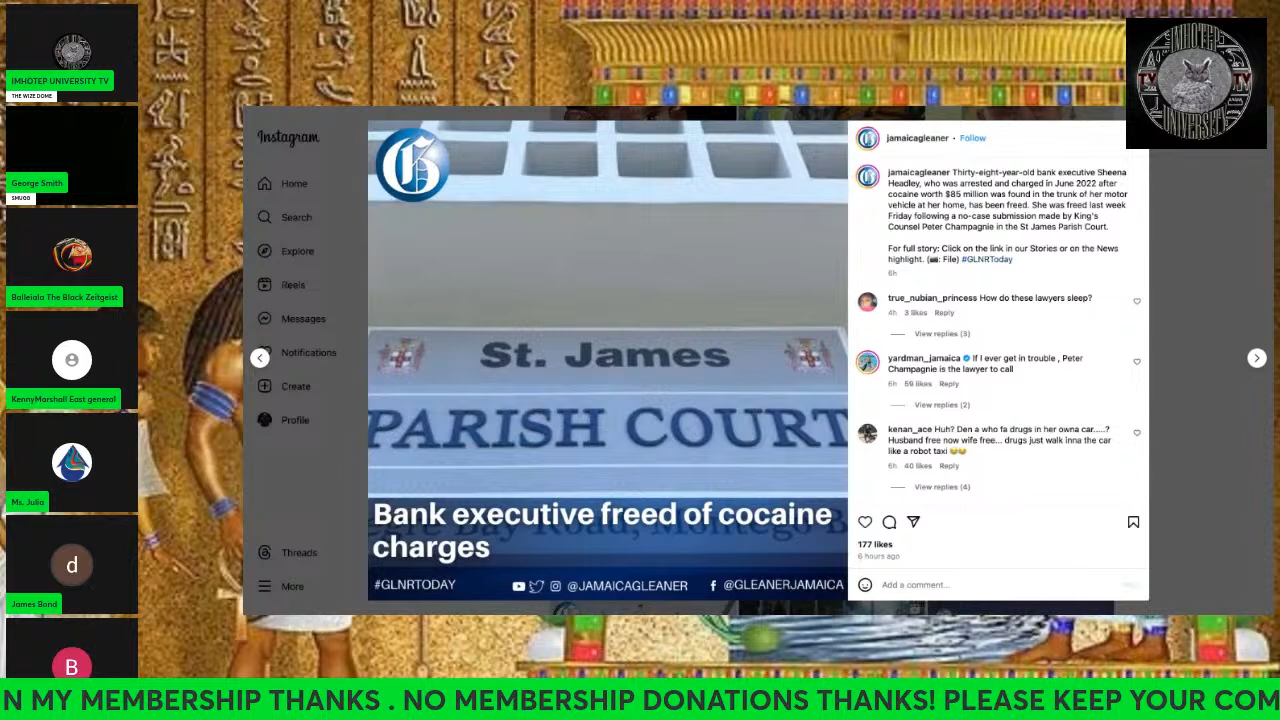 IMHOTEP UNIVERSITY TV
THE WIZE DOME
George Smith
SMUGG
Balleiala The Black Zeitgeist
KennyMarshall East general
Ms. Julia
d
James Bond
B
Instagram
Home
Search
Explore
Reels
Messages
Notifications
Create
Profile
Threads
More
G
St. James
PARISH COURT
Bank executive freed of cocaine
charges
#GLNRTODAY
@JAMAICAGLEANER
@GLEANERJAMAICA
jamaicagleaner • Follow
jamaicagleaner Thirty-eight-year-old bank executive Sheena
Headley, who was arrested and charged in June 2022 after
cocaine worth $85 million was found in the trunk of her motor
vehicle at her home, has been freed. She was freed last week
Friday following a no-case submission made by King's
Counsel Peter Champagnie in the St James Parish Court.
For full story: Click on the link in our Stories or on the News
highlight. (📷: File) #GLNRToday
6h
true_nubian_princess How do these lawyers sleep?
4h 3 likes Reply
View replies (3)
yardman_jamaica If I ever get in trouble , Peter
Champagnie is the lawyer to call
6h 59 likes Reply
View replies (2)
kenan_ace Huh? Den a who fa drugs in her owna car.....?
Husband free now wife free... drugs just walk inna the car
like a robot taxi 😂😂
6h 40 likes Reply
View replies (4)
177 likes
6 hours ago
Add a comment...
IMHOTEP
TV TV
UNIVERSITY
N MY MEMBERSHIP THANKS . NO MEMBERSHIP DONATIONS THANKS! PLEASE KEEP YOUR COM